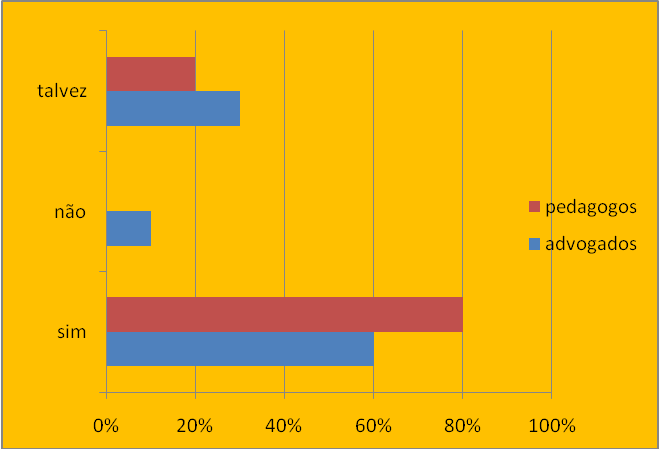 talvez
não
sim
pedagogos
advogados
0% 20% 40% 60% 80% 100%